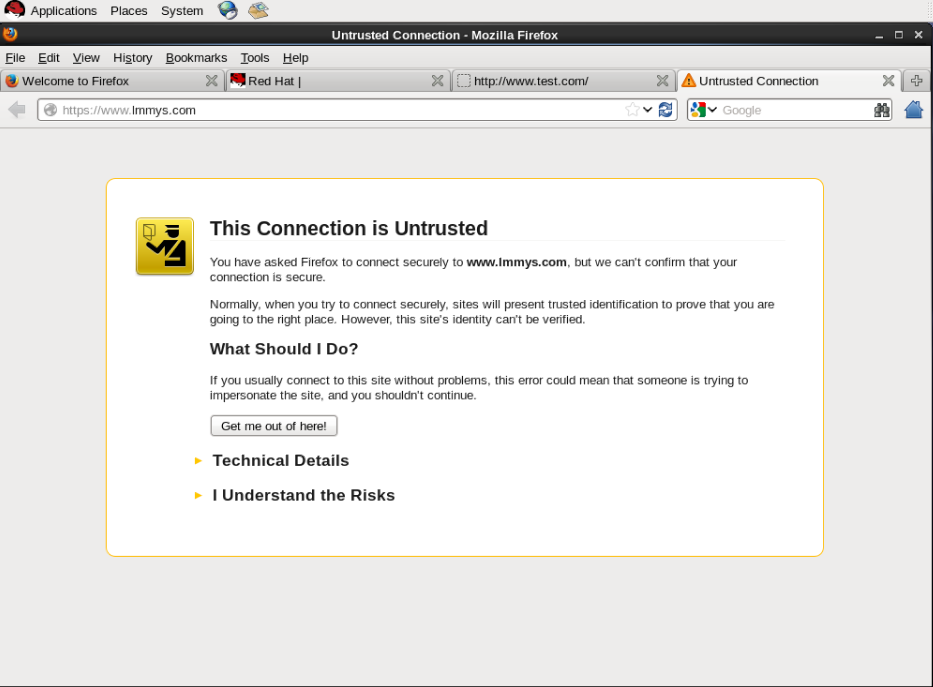 Applications Places System
Untrusted Connection - Mozilla Firefox
File Edit View History Bookmarks Tools Help
Welcome to Firefox Red Hat | http://www.test.com/ Untrusted Connection
https://www.lmmys.com Google
This Connection is Untrusted
You have asked Firefox to connect securely to www.lmmys.com, but we can't confirm that your
connection is secure.
Normally, when you try to connect securely, sites will present trusted identification to prove that you are
going to the right place. However, this site's identity can't be verified.
What Should I Do?
If you usually connect to this site without problems, this error could mean that someone is trying to
impersonate the site, and you shouldn't continue.
Get me out of here!
Technical Details
I Understand the Risks